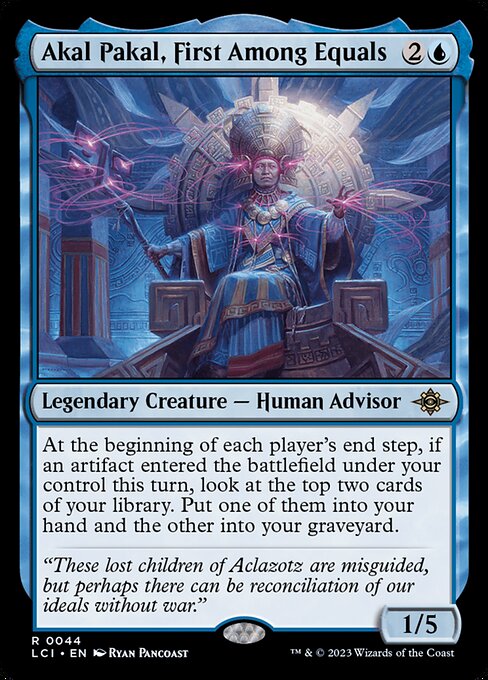 Akal Pakal, First Among Equals 2
Legendary Creature — Human Advisor
At the beginning of each player's end step, if
an artifact entered the battlefield under your
control this turn, look at the top two cards
of your library. Put one of them into your
hand and the other into your graveyard.
“These lost children of Aclazotz are misguided,
but perhaps there can be reconciliation of our
ideals without war.”
1/5
R 0044
LCI • EN Ryan Pancoast
™ & © 2023 Wizards of the Coast